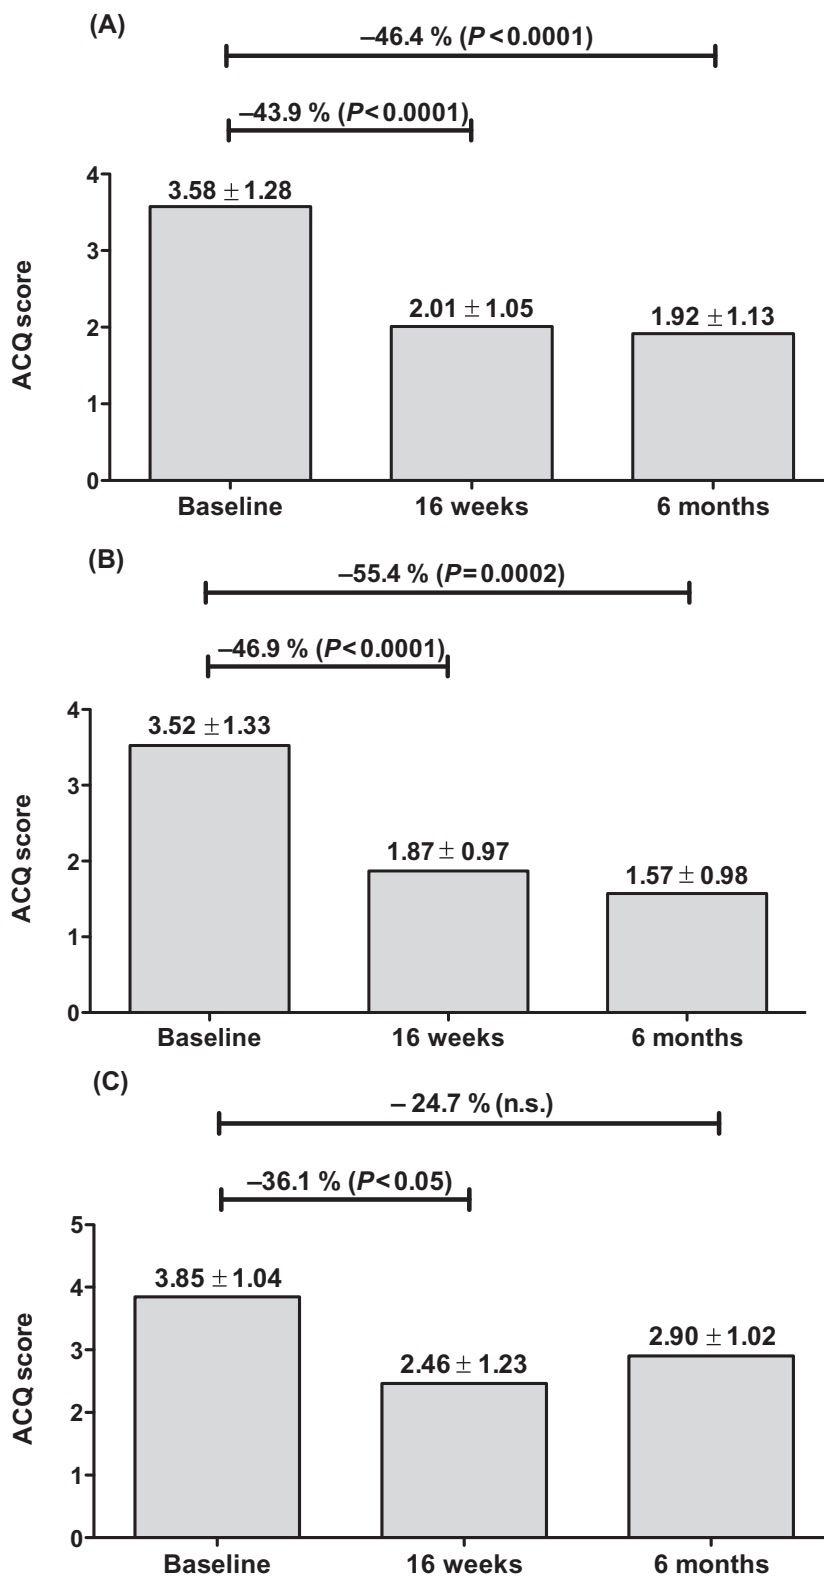 (A)
–46.4 % (P<0.0001)
–43.9 % (P<0.0001)
4
3.58 ±1.28
3
2.01 ±1.05
1.92 ±1.13
2
ACQ score
1
0
Baseline 16 weeks 6 months
(B)
–55.4 % (P=0.0002)
–46.9 % (P<0.0001)
4
3.52 ±1.33
3
1.87± 0.97
1.57± 0.98
2
ACQ score
1
0
Baseline 16 weeks 6 months
(C)
– 24.7 % (n.s.)
–36.1 % (P<0.05)
5
3.85 ±1.04
4
2.46±1.23
2.90 ±1.02
3
ACQ score
2
1
0
Baseline 16 weeks 6 months